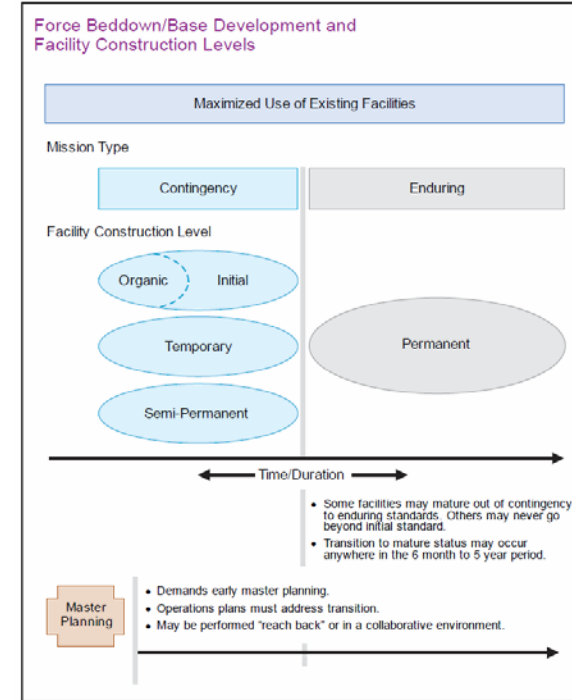 Force Beddown/Base Development and
Facility Construction Levels
Maximized Use of Existing Facilities
Mission Type
Contingency
Enduring
Facility Construction Level
Organic
Initial
Temporary
Permanent
Semi-Permanent
Time/Duration
• Some facilities may mature out of contingency
to enduring standards. Others may never go
beyond initial standard.
• Transition to mature status may occur
anywhere in the 6 month to 5 year period.
Master
Planning
• Demands early master planning.
• Operations plans must address transition.
• May be performed "reach back" or in a collaborative environment.